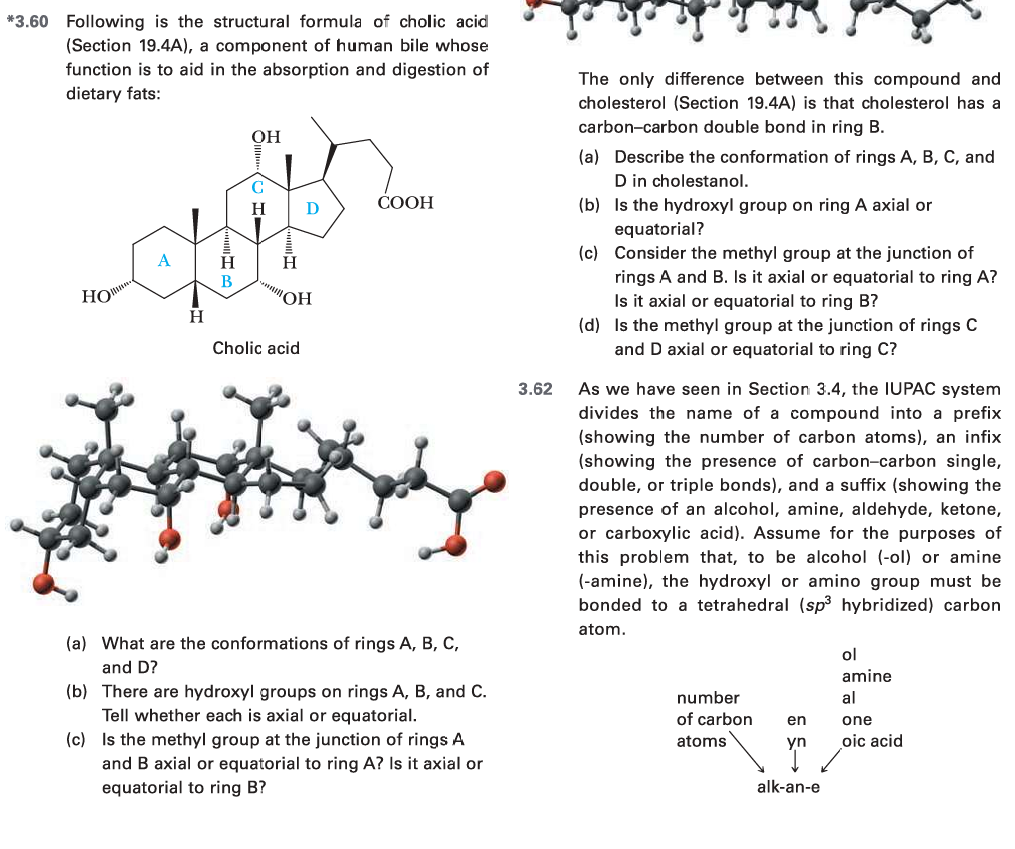 *3.60 Following is the structural formula of cholic acid
(Section 19.4A), a component of human bile whose
function is to aid in the absorption and digestion of
dietary fats:
OH
C
H
D
COOH
A
H
H
B
HO
OH
H
Cholic acid
(a) What are the conformations of rings A, B, C,
and D?
(b) There are hydroxyl groups on rings A, B, and C.
Tell whether each is axial or equatorial.
(c) Is the methyl group at the junction of rings A
and B axial or equatorial to ring A? Is it axial or
equatorial to ring B?
The only difference between this compound and
cholesterol (Section 19.4A) is that cholesterol has a
carbon–carbon double bond in ring B.
(a) Describe the conformation of rings A, B, C, and
D in cholestanol.
(b) Is the hydroxyl group on ring A axial or
equatorial?
(c) Consider the methyl group at the junction of
rings A and B. Is it axial or equatorial to ring A?
Is it axial or equatorial to ring B?
(d) Is the methyl group at the junction of rings C
and D axial or equatorial to ring C?
3.62 As we have seen in Section 3.4, the IUPAC system
divides the name of a compound into a prefix
(showing the number of carbon atoms), an infix
(showing the presence of carbon–carbon single,
double, or triple bonds), and a suffix (showing the
presence of an alcohol, amine, aldehyde, ketone,
or carboxylic acid). Assume for the purposes of
this problem that, to be alcohol (-ol) or amine
(-amine), the hydroxyl or amino group must be
bonded to a tetrahedral (sp³ hybridized) carbon
atom.
ol
amine
number al
of carbon en one
atoms yn oic acid
alk-an-e